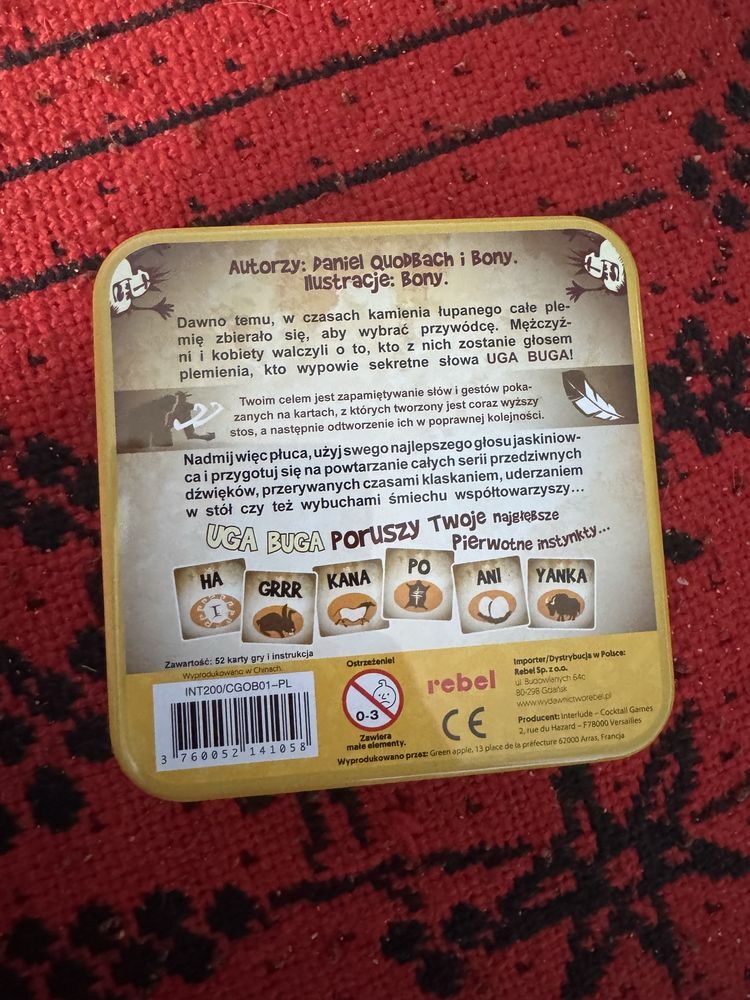 Autorzy: Daniel Quodbach i Bony.
Ilustracje: Bony.
Dawno temu, w czasach kamienia łupanego całe ple-
mię zbierało się, aby wybrać przywódcę. Mężczyź-
ni i kobiety walczyli o to, kto z nich zostanie głosem
plemienia, kto wypowie sekretne słowa UGA BUGA!
Twoim celem jest zapamiętywanie słów i gestów poka-
zanych na kartach, z których tworzony jest coraz wyższy
stos, a następnie odtworzenie ich w poprawnej kolejności.
Nadmij więc płuca, użyj swego najlepszego głosu jaskiniow-
ca i przygotuj się na powtarzanie całych serii przedziwnych
dźwięków, przerywanych czasami klaskaniem, uderzaniem
w stół czy też wybuchami śmiechu współtowarzyszy...
UGA BUGA Poruszy Twoje najgłębsze
Pierwotne instynkty...
HA GRRR KANA PO ANI YANKA
Zawartość: 52 karty gry i instrukcja
Wyprodukowano w Chinach.
INT200/CGOB01-PL
3 760052 141058
Ostrzeżenie!
0-3
Zawiera
małe elementy.
rebel
CE
Importer/Dystrybucja w Polsce:
Rebel Sp. z o.o.
ul. Budowlanych 64c
80-298 Gdańsk
www.wydawnictworebel.pl
Producent: Interlude – Cocktail Games
2, rue du Hazard – F78000 Versailles
Wyprodukowano przez: Green apple, 13 place de la préfecture 62000 Arras, Francja